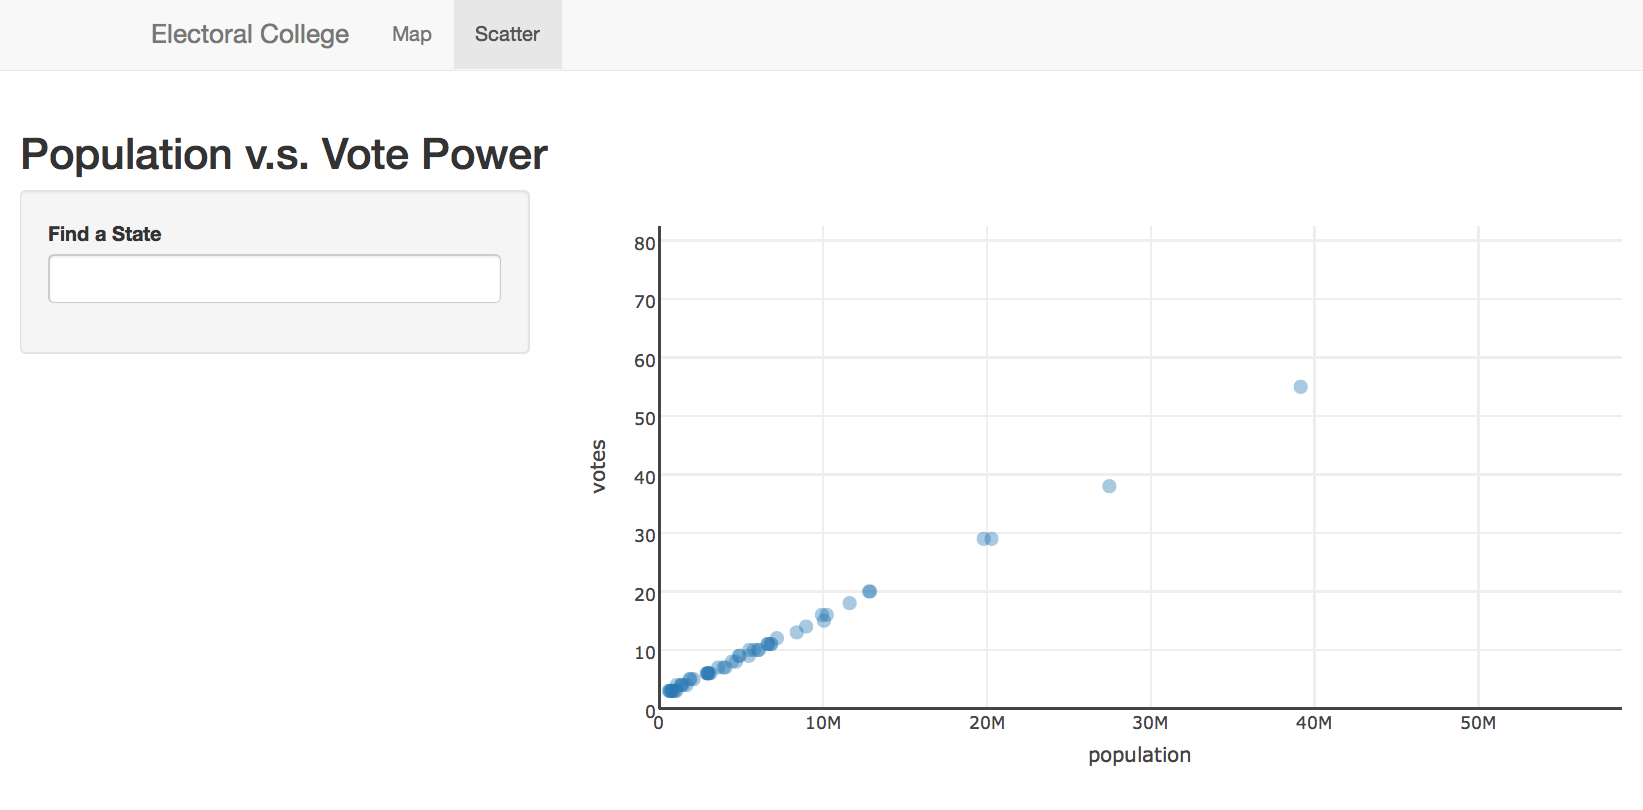 Electoral College Map Scatter
Population v.s. Vote Power
Find a State
80
70
60
50
40
30
20
10
0
votes
0 10M 20M 30M 40M 50M
population